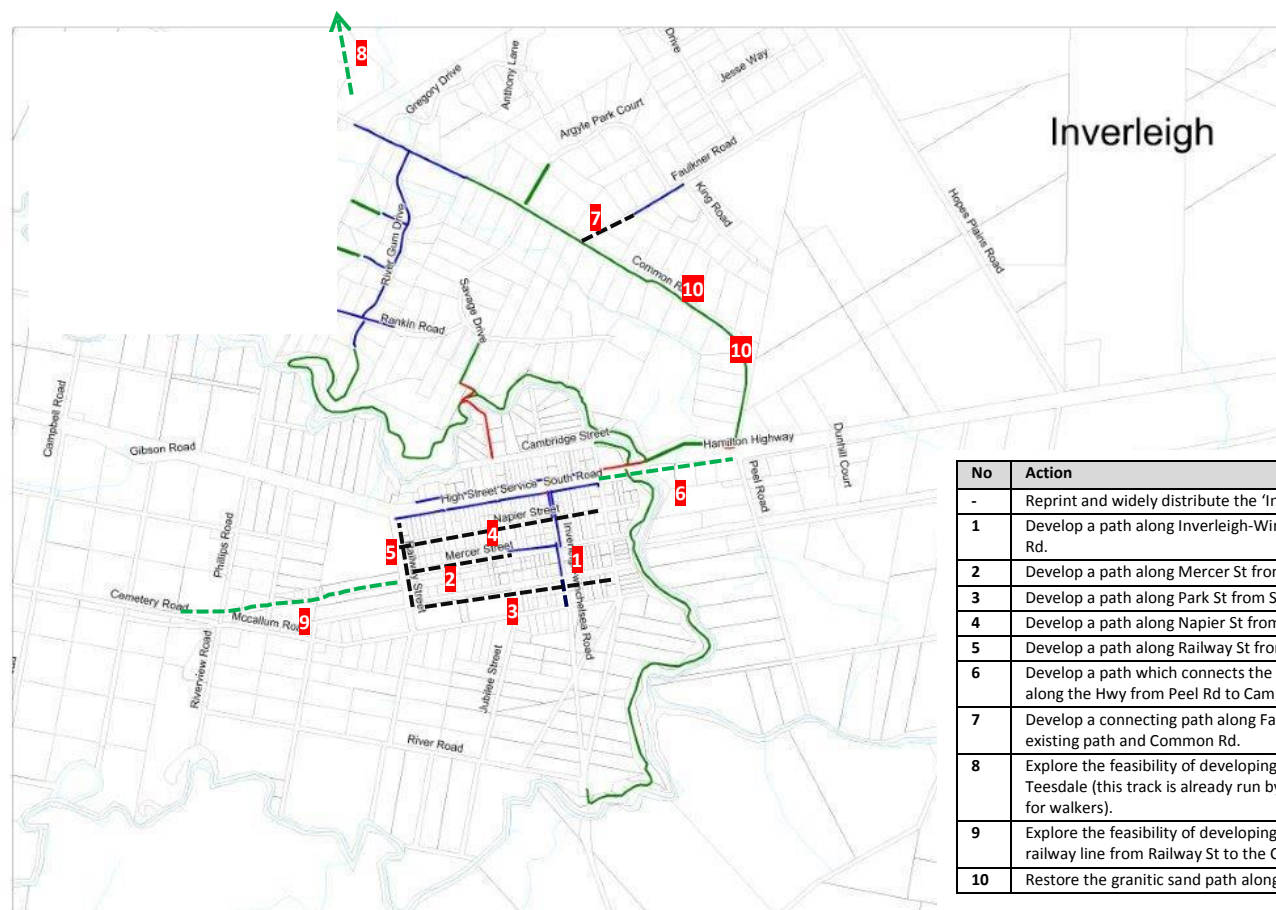 8
Drive
Jesse Way
Anthony Lane
Gregory Drive
Argyle Park Court
Inverleigh
Faulkner Road
King Road
7
Hopes Plains Road
River Gum Drive
Common
10
Savage Drive
Rankin Road
10
Campbell Road
Gibson Road
Cambridge Street
Hamilton Highway
Dunhill Court
Peel Road
High Street Service South Road
6
Napier Street
4
5
Mercer Street
Railway Street
1
2
Phillips Road
Cemetery Road
3
Mccallum
9
Winchelsea Road
Riverview Road
Jubilee Street
River Road
No Action
- Reprint and widely distribute the ‘I
1 Develop a path along Inverleigh-Wi
Rd.
2 Develop a path along Mercer St fro
3 Develop a path along Park St from S
4 Develop a path along Napier St from
5 Develop a path along Railway St fro
6 Develop a path which connects the
along the Hwy from Peel Rd to Cam
7 Develop a connecting path along Fa
existing path and Common Rd.
8 Explore the feasibility of developing
Teesdale (this track is already run by
for walkers).
9 Explore the feasibility of developing
railway line from Railway St to the C
10 Restore the granitic sand path along